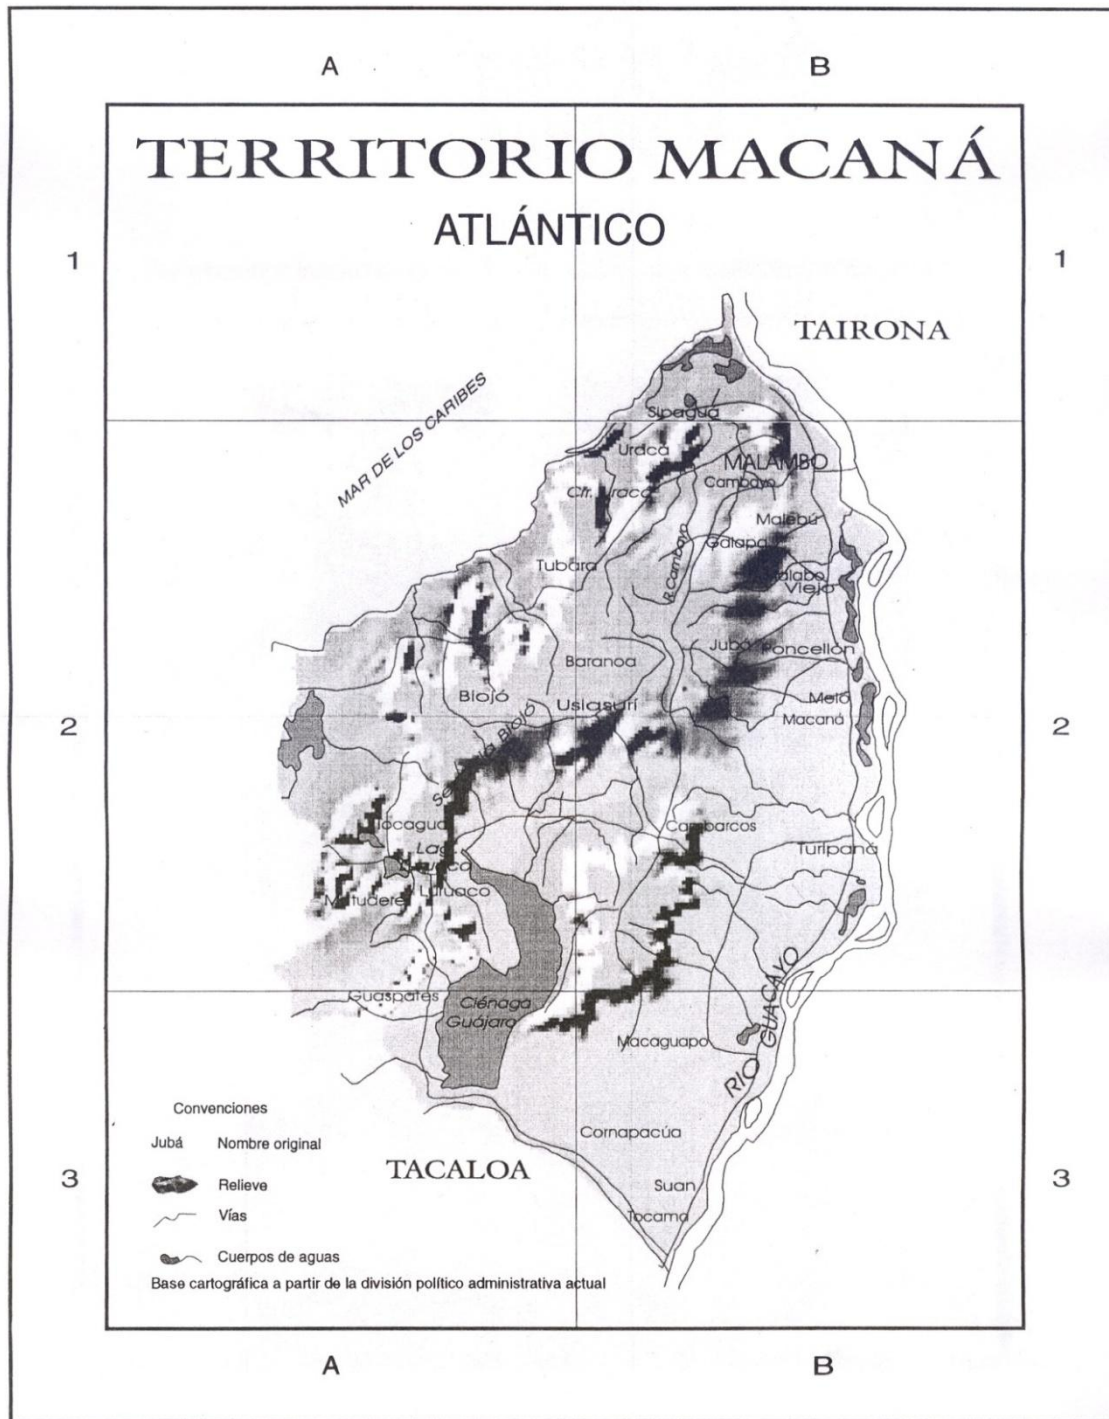 A B
TERRITORIO MACANÁ
ATLÁNTICO
1 1
TAIRONA
MAR DE LOS CARIBES
Sipagua
Uraca
MALAMBO
Cambayo
Malebú
Galapa
R. Cambayo
Tubara
Viejo
Jubá
Baranoa
Biojó
Usiasurí
Meló
Macaná
2 2
Tocagua
Cambarcos
Turipaná
Lag.
Luruaco
Guaspates
Ciénaga
Guájaro
RIO GUACAYO
Macaguapo
Convenciones
Jubá Nombre original
Cornapacúa
TACALOA
3 3
Relieve
Suan
Vías
Tocama
Cuerpos de aguas
Base cartográfica a partir de la división político administrativa actual
A B